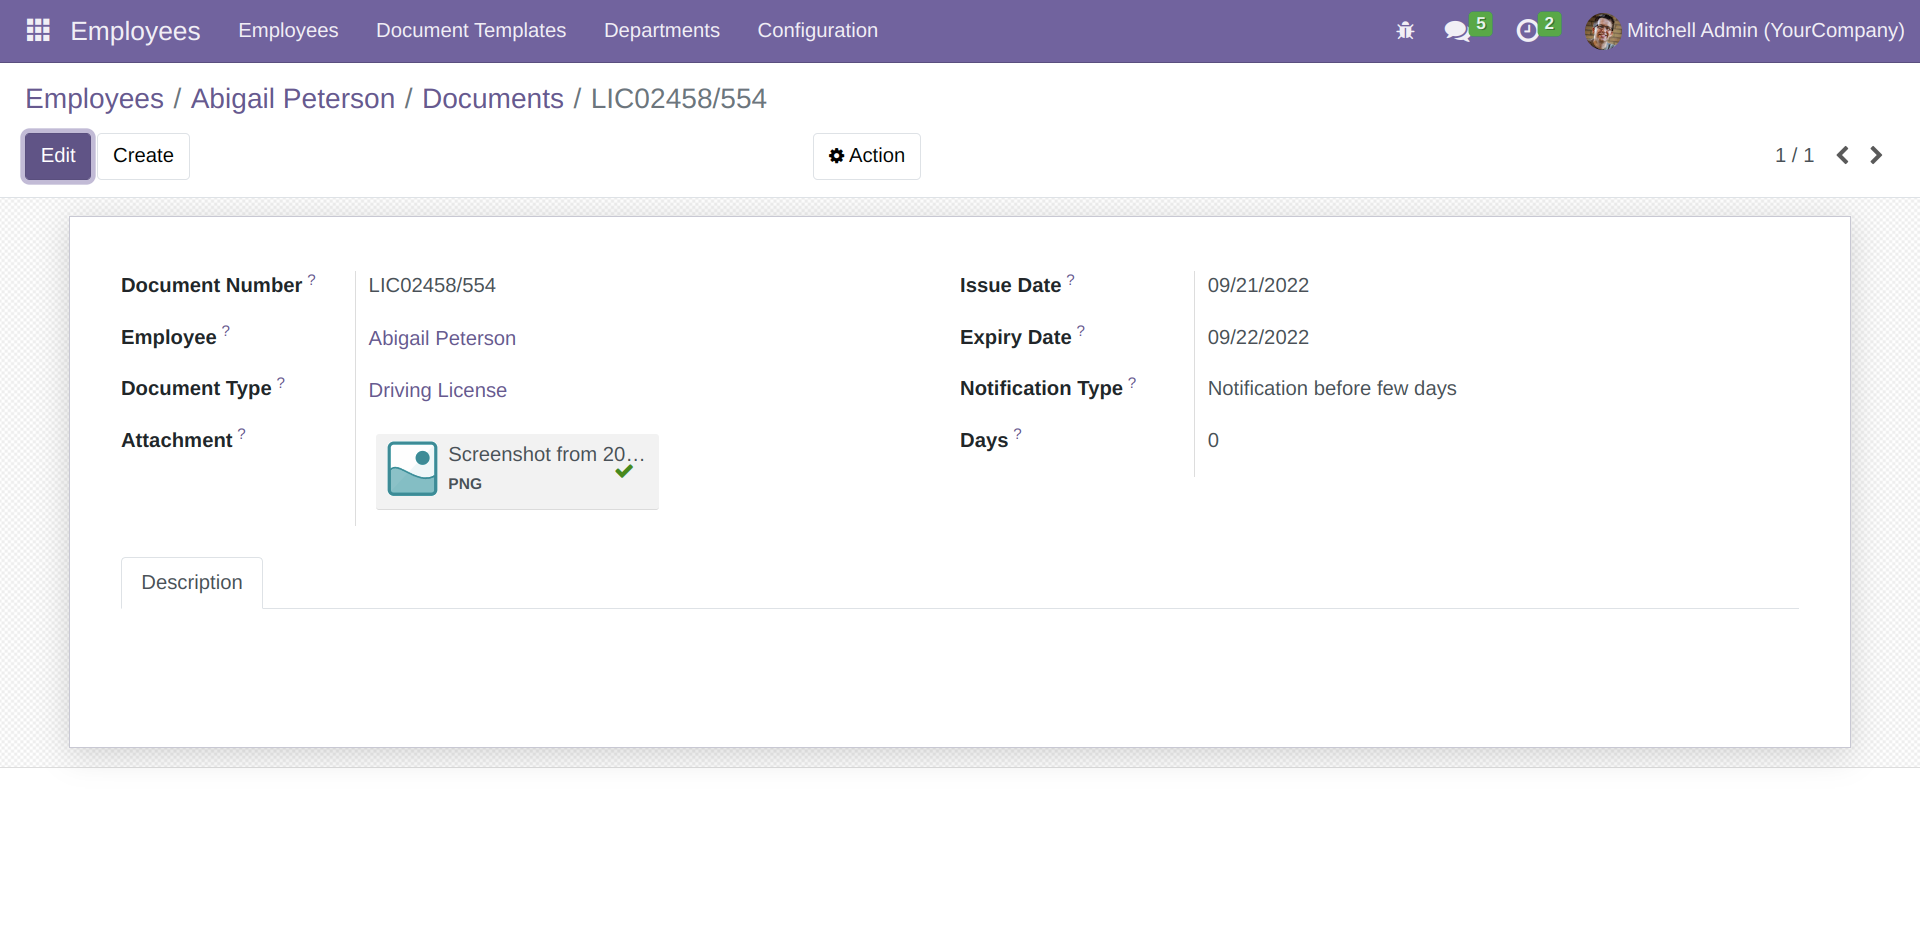 Employees Employees Document Templates Departments Configuration 5 2 Mitchell Admin (YourCompany)
Employees / Abigail Peterson / Documents / LIC02458/554
Edit Create Action 1 / 1
Document Number ? LIC02458/554 Issue Date ? 09/21/2022
Employee ? Abigail Peterson Expiry Date ? 09/22/2022
Document Type ? Driving License Notification Type ? Notification before few days
Attachment ? Screenshot from 20... Days ? 0
PNG
Description